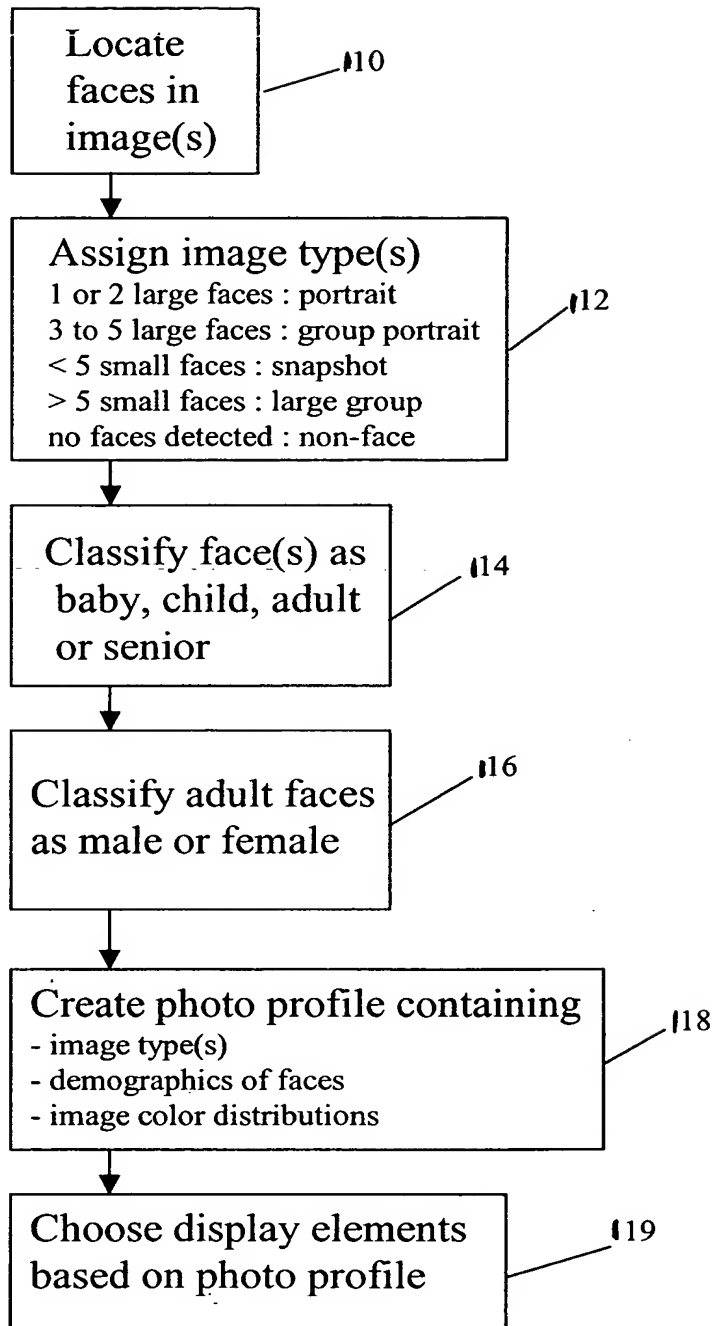 Locate
faces in
image(s)
110
Assign image type(s)
1 or 2 large faces : portrait
3 to 5 large faces : group portrait
< 5 small faces : snapshot
> 5 small faces : large group
no faces detected : non-face
112
Classify face(s) as
baby, child, adult
or senior
114
Classify adult faces
as male or female
116
Create photo profile containing
- image type(s)
- demographics of faces
- image color distributions
118
Choose display elements
based on photo profile
119